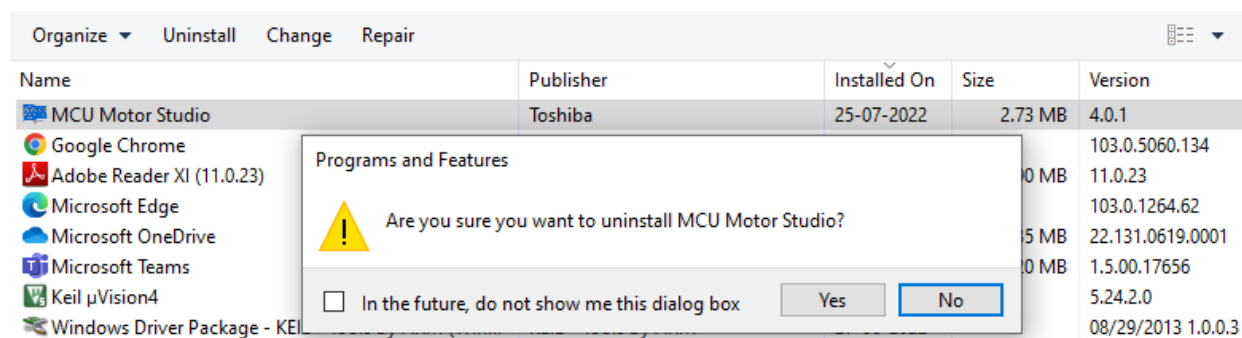 Organize Uninstall Change Repair
Name Publisher Installed On Size Version
MCU Motor Studio Toshiba 25-07-2022 2.73 MB 4.0.1
Google Chrome 103.0.5060.134
Programs and Features
Adobe Reader XI (11.0.23) MB 11.0.23
Microsoft Edge 103.0.1264.62
Are you sure you want to uninstall MCU Motor Studio?
Microsoft OneDrive MB 22.131.0619.0001
Microsoft Teams MB 1.5.00.17656
Keil µVision4 5.24.2.0
In the future, do not show me this dialog box Yes No
Windows Driver Package - 08/29/2013 1.0.0.3